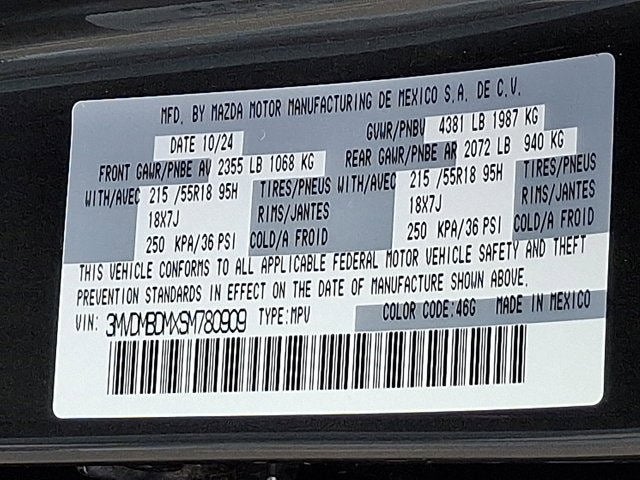 MFD. BY MAZDA MOTOR MANUFACTURING DE MEXICO S.A. DE C.V.
DATE 10/24 GVWR/PNBV 4381 LB 1987 KG
FRONT GAWR/PNBE AV 2355 LB 1068 KG REAR GAWR/PNBE AR 2072 LB 940 KG
WITH/AVEC 215 /55R18 95H TIRES/PNEUS WITH/AVEC 215 /55R18 95H TIRES/PNEUS
18X7J RIMS/JANTES 18X7J RIMS/JANTES
250 KPA/36 PSI COLD/A FROID 250 KPA/36 PSI COLD/A FROID
THIS VEHICLE CONFORMS TO ALL APPLICABLE FEDERAL MOTOR VEHICLE SAFETY AND THEFT
PREVENTION STANDARDS IN EFFECT ON THE DATE OF MANUFACTURE SHOWN ABOVE.
VIN: 3MVDMBDMXSM780909 TYPE:MPV COLOR CODE:46G MADE IN MEXICO